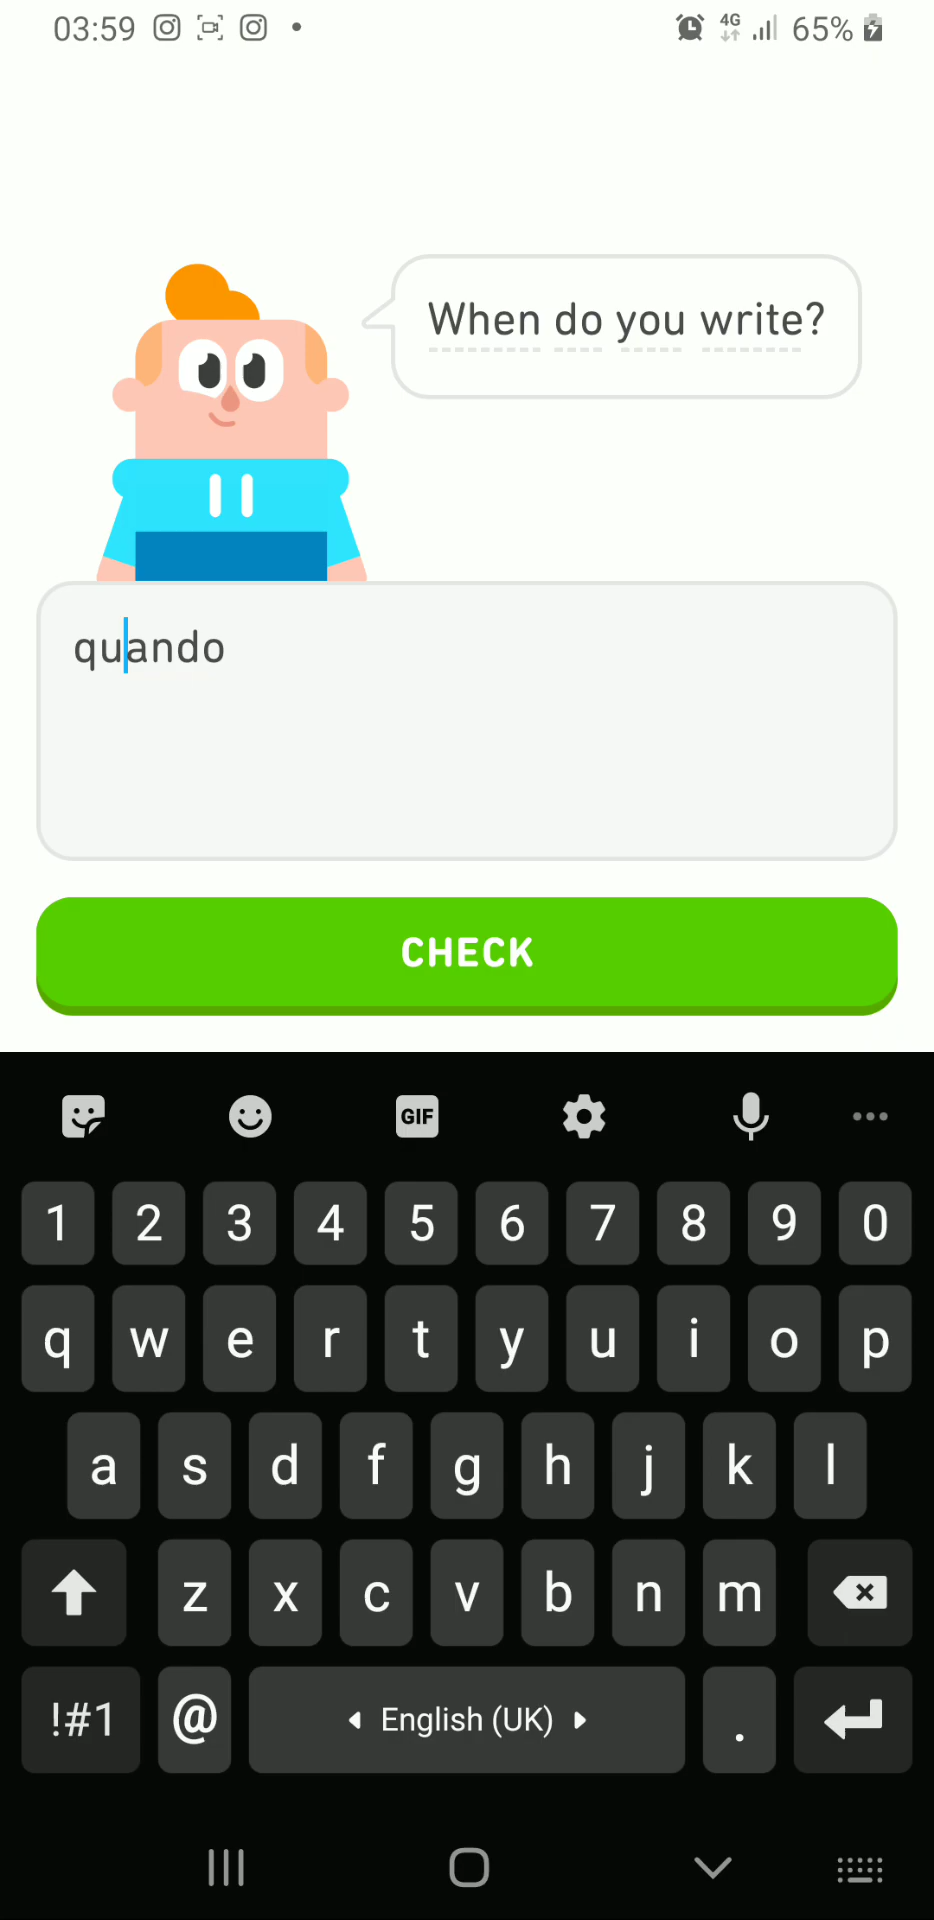 03:59 4G 65%
When do you write?
quando
CHECK
GIF
1 2 3 4 5 6 7 8 9 0
q w e r t y u i o p
a s d f g h j k l
z x c v b n m
!#1 @ English (UK) .